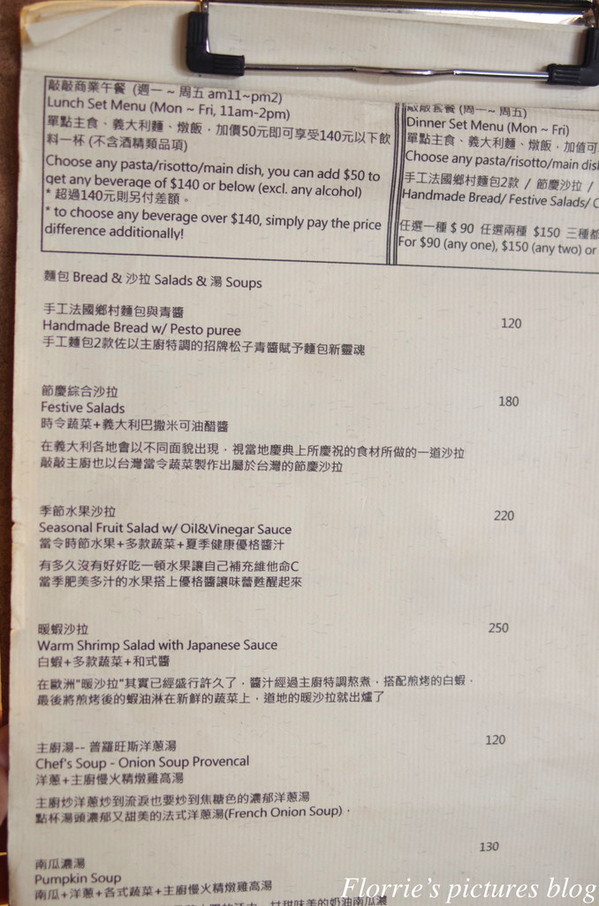 敲敲商業午餐 (週一 ~ 周五 am11~pm2)
Lunch Set Menu (Mon ~ Fri, 11am-2pm)
單點主食、義大利麵、燉飯，加價50元即可享受140元以下飲
料一杯 (不含酒精類品項)
Choose any pasta/risotto/main dish, you can add $50 to
get any beverage of $140 or below (excl. any alcohol)
* 超過140元則另付差額。
* to choose any beverage over $140, simply pay the price
difference additionally!
敲敲套餐 (周一~ 周五)
Dinner Set Menu (Mon ~ Fri)
單點主食、義大利麵、燉飯，加值可
Choose any pasta/risotto/main dish
手工法國鄉村麵包2款 / 節慶沙拉 /
Handmade Bread/ Festive Salads/ C
任選一種 $ 90 任選兩種 $150 三種都
For $90 (any one), $150 (any two) or
麵包 Bread & 沙拉 Salads & 湯 Soups
手工法國鄉村麵包與青醬
Handmade Bread w/ Pesto puree 120
手工麵包2款佐以主廚特調的招牌松子青醬賦予麵包新靈魂
節慶綜合沙拉 180
Festive Salads
時令蔬菜+義大利巴撒米可油醋醬
在義大利各地會以不同面貌出現，視當地慶典上所慶祝的食材所做的一道沙拉
敲敲主廚也以台灣當令蔬菜製作出屬於台灣的節慶沙拉
季節水果沙拉 220
Seasonal Fruit Salad w/ Oil&Vinegar Sauce
當令時節水果+多款蔬菜+夏季健康優格醬汁
有多久沒有好好吃一頓水果讓自己補充維他命C
當季肥美多汁的水果搭上優格醬讓味蕾甦醒起來
暖蝦沙拉 250
Warm Shrimp Salad with Japanese Sauce
白蝦+多款蔬菜+和式醬
在歐洲"暖沙拉"其實已經盛行許久了，醬汁經過主廚特調熬煮，搭配煎烤的白蝦，
最後將煎烤後的蝦油淋在新鮮的蔬菜上，道地的暖沙拉就出爐了
主廚湯-- 普羅旺斯洋蔥湯 120
Chef's Soup - Onion Soup Provencal
洋蔥+主廚慢火精燉雞高湯
主廚炒洋蔥炒到流淚也要炒到焦糖色的濃郁洋蔥湯
點杯湯頭濃郁又甜美的法式洋蔥湯(French Onion Soup)。
南瓜濃湯 130
Pumpkin Soup
南瓜+洋蔥+各式蔬菜+主廚慢火精燉雞高湯
甘甜味美的奶油南瓜濃
Florrie's pictures blog